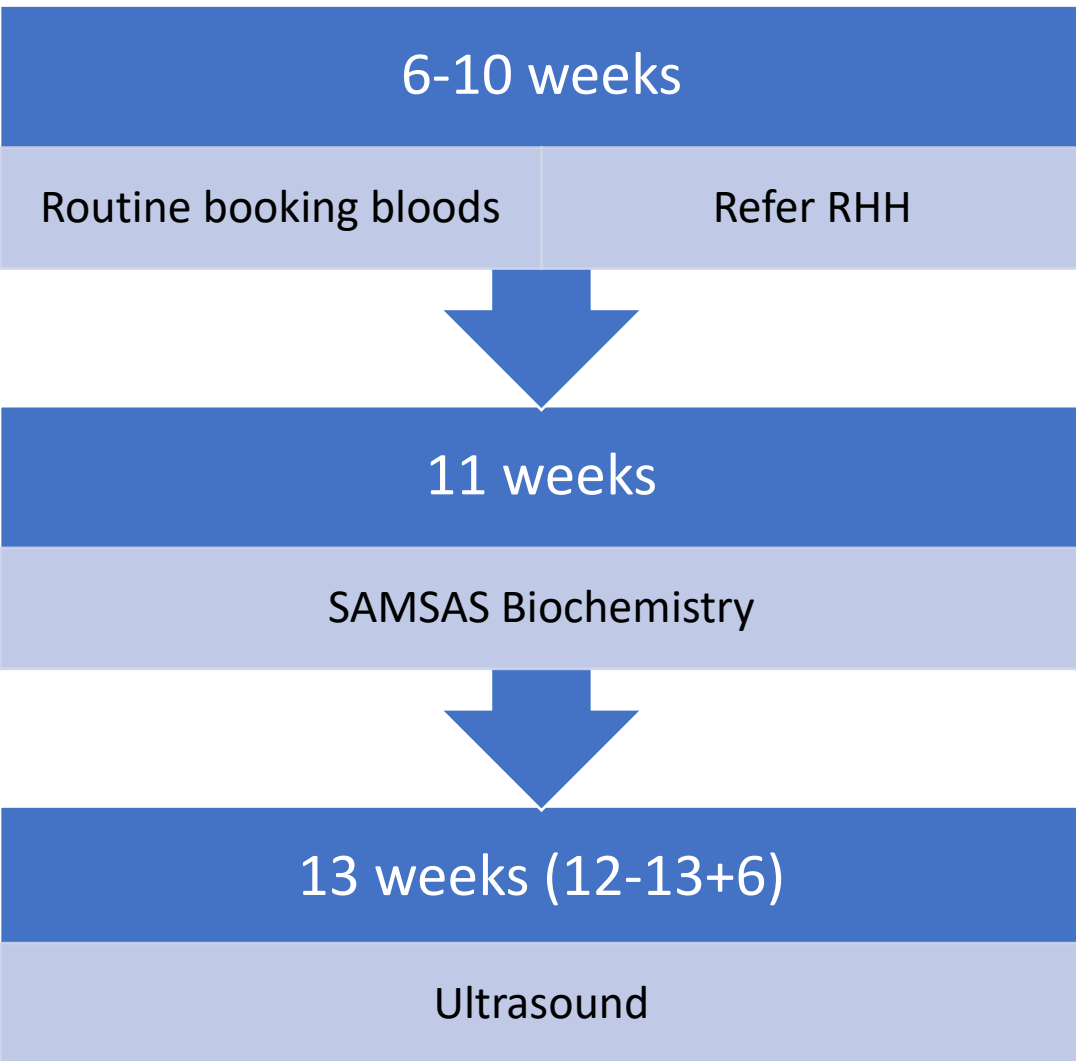 6-10 weeks
Routine booking bloods
Refer RHH
11 weeks
SAMSAS Biochemistry
13 weeks (12-13+6)
Ultrasound